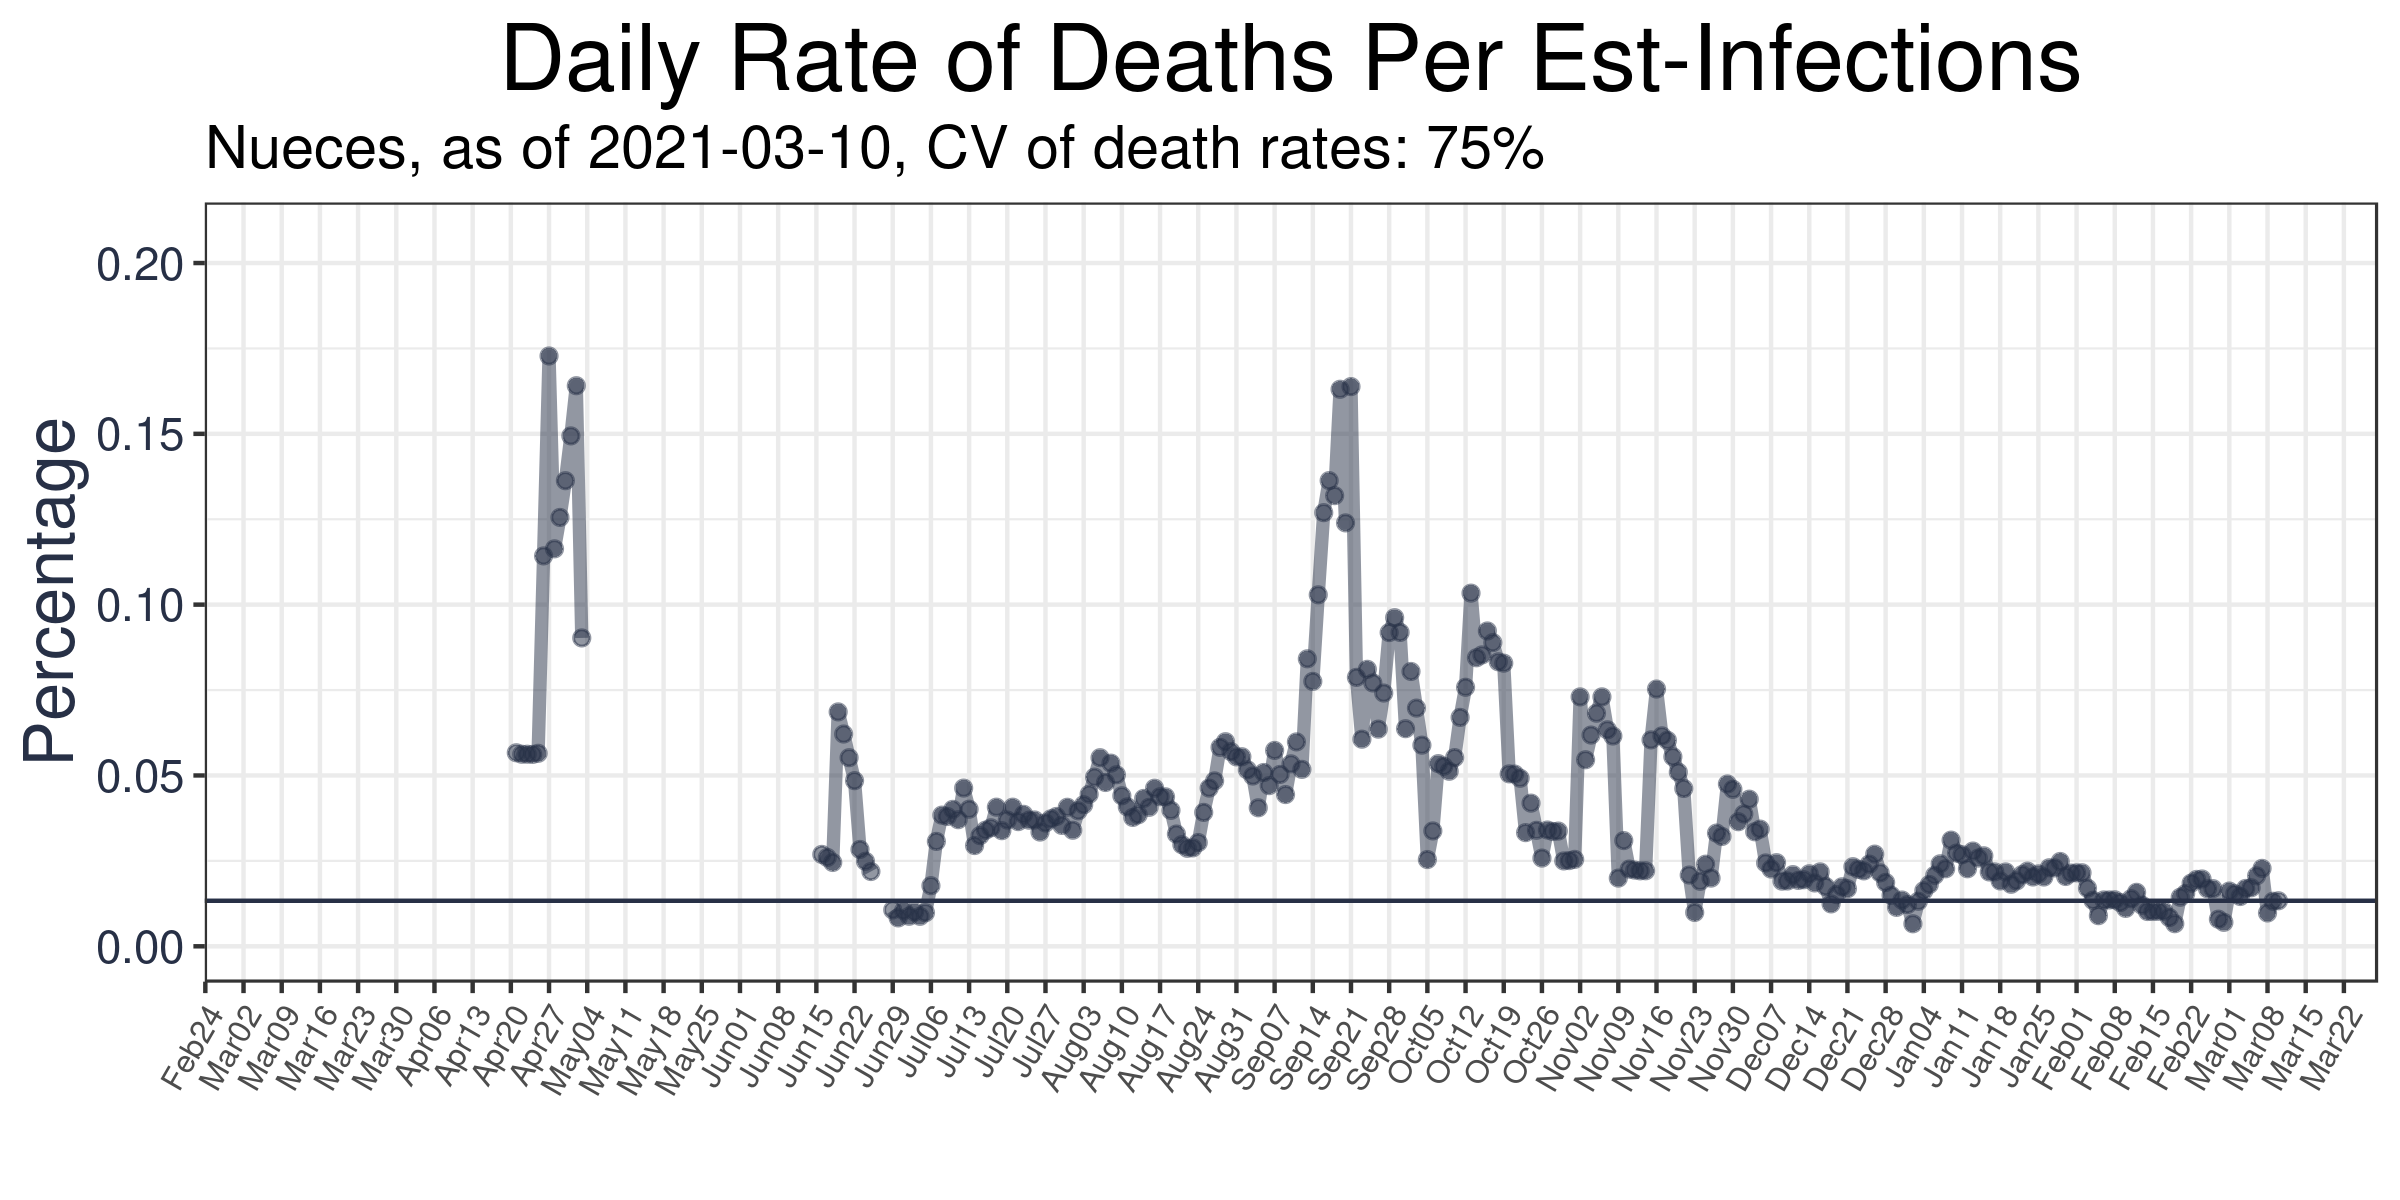 Daily Rate of Deaths Per Est-Infections
Nueces, as of 2021-03-10, CV of death rates: 75%
Percentage
0.20
0.15
0.10
0.05
0.00
Feb24 Mar02 Mar09 Mar16 Mar23 Mar30 Apr06 Apr13 Apr20 Apr27 May04 May11 May18 May25 Jun01 Jun08 Jun15 Jun22 Jun29 Jul06 Jul13 Jul20 Jul27 Aug03 Aug10 Aug17 Aug24 Aug31 Sep07 Sep14 Sep21 Sep28 Oct05 Oct12 Oct19 Oct26 Nov02 Nov09 Nov16 Nov23 Nov30 Dec07 Dec14 Dec21 Dec28 Jan04 Jan11 Jan18 Jan25 Feb01 Feb08 Feb15 Feb22 Mar01 Mar08 Mar15 Mar22